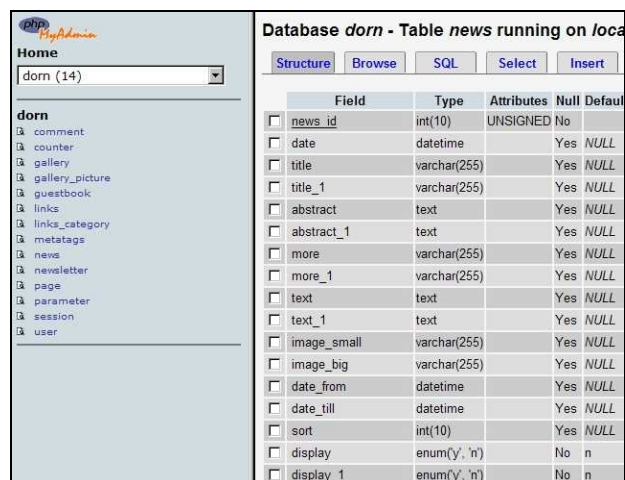 php
MyAdmin
Home
dorn (14)
dorn
comment
counter
gallery
gallery_picture
guestbook
links
links_category
metatags
news
newsletter
page
parameter
session
user
Database dorn - Table news running on loca
Structure Browse SQL Select Insert
Field Type Attributes Null Defaul
news_id int(10) UNSIGNED No
date datetime Yes NULL
title varchar(255) Yes NULL
title_1 varchar(255) Yes NULL
abstract text Yes NULL
abstract_1 text Yes NULL
more varchar(255) Yes NULL
more_1 varchar(255) Yes NULL
text text Yes NULL
text_1 text Yes NULL
image_small varchar(255) Yes NULL
image_big varchar(255) Yes NULL
date_from datetime Yes NULL
date_till datetime Yes NULL
sort int(10) Yes NULL
display enum('y', 'n') No n
display_1 enum('y', 'n') No n